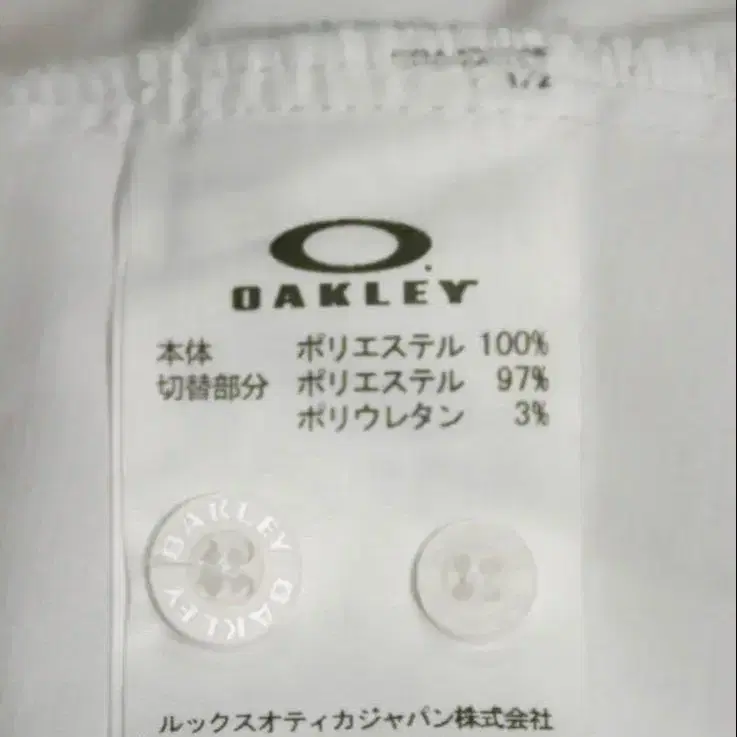 1/2
OAKLEY
本体 ポリエステル 100%
切替部分 ポリエステル 97%
ポリウレタン 3%
OAKLEY OAKLEY
ルックスオティカジャパン株式会社